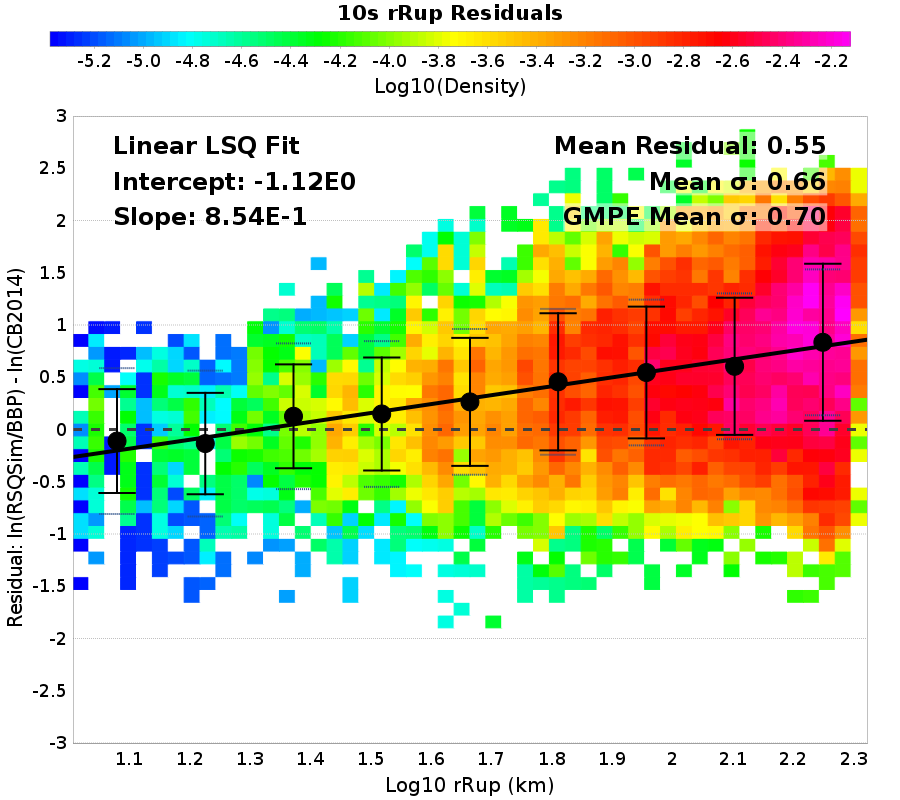 10s rRup Residuals
-5.2 -5.0 -4.8 -4.6 -4.4 -4.2 -4.0 -3.8 -3.6 -3.4 -3.2 -3.0 -2.8 -2.6 -2.4 -2.2
Log10(Density)
Linear LSQ Fit
Intercept: -1.12E0
Slope: 8.54E-1
Mean Residual: 0.55
Mean σ: 0.66
GMPE Mean σ: 0.70
Residual: ln(RSQSim/BBP) - ln(CB2014)
3
2.5
2
1.5
1
0.5
0
-0.5
-1
-1.5
-2
-2.5
-3
1.1 1.2 1.3 1.4 1.5 1.6 1.7 1.8 1.9 2 2.1 2.2 2.3
Log10 rRup (km)